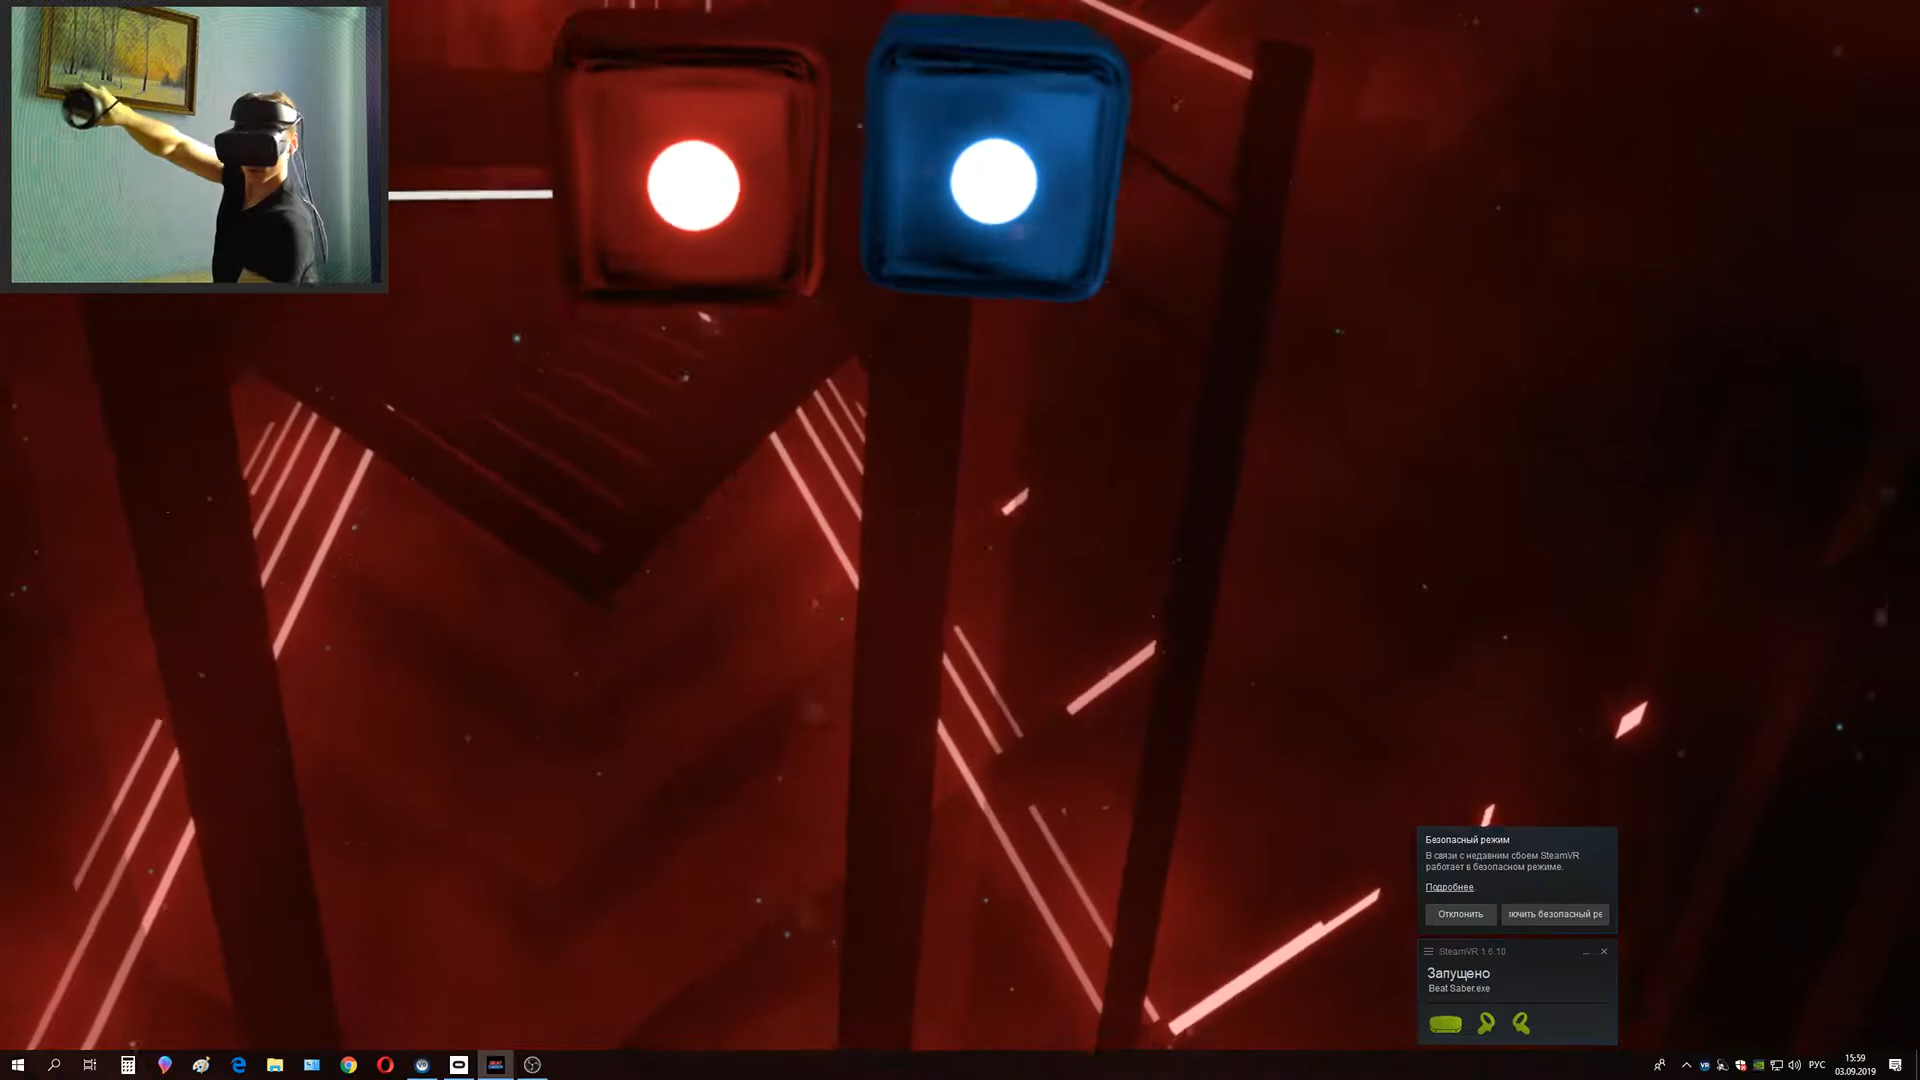 Безопасный режим
В связи с недавним сбоем SteamVR
работает в безопасном режиме.
Подробнее.
Отклонить
ючить безопасный ре
SteamVR 1.6.10
Запущено
Beat Saber.exe
РУС
15:59
03.09.2019